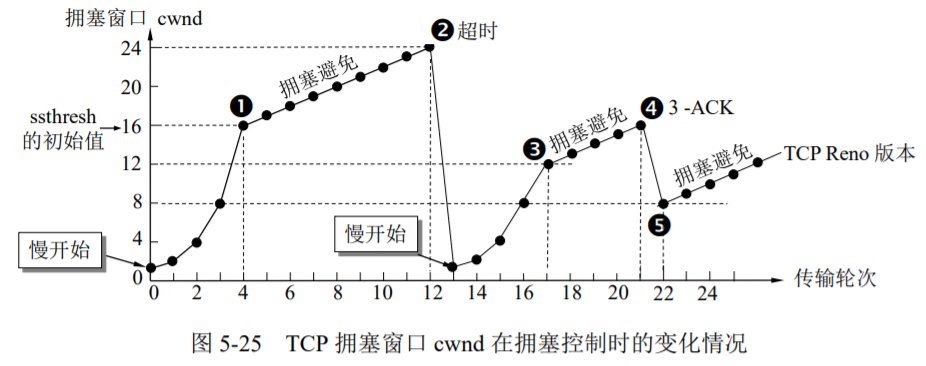 拥塞窗口 cwnd
❷超时
24
20
16
12
8
4
0
ssthresh
的初始值
❶
拥塞避免
❸
拥塞避免
❹ 3 -ACK
拥塞避免
TCP Reno 版本
❺
慢开始
慢开始
0 2 4 6 8 10 12 14 16 18 20 22 24
传输轮次
图 5-25 TCP 拥塞窗口 cwnd 在拥塞控制时的变化情况